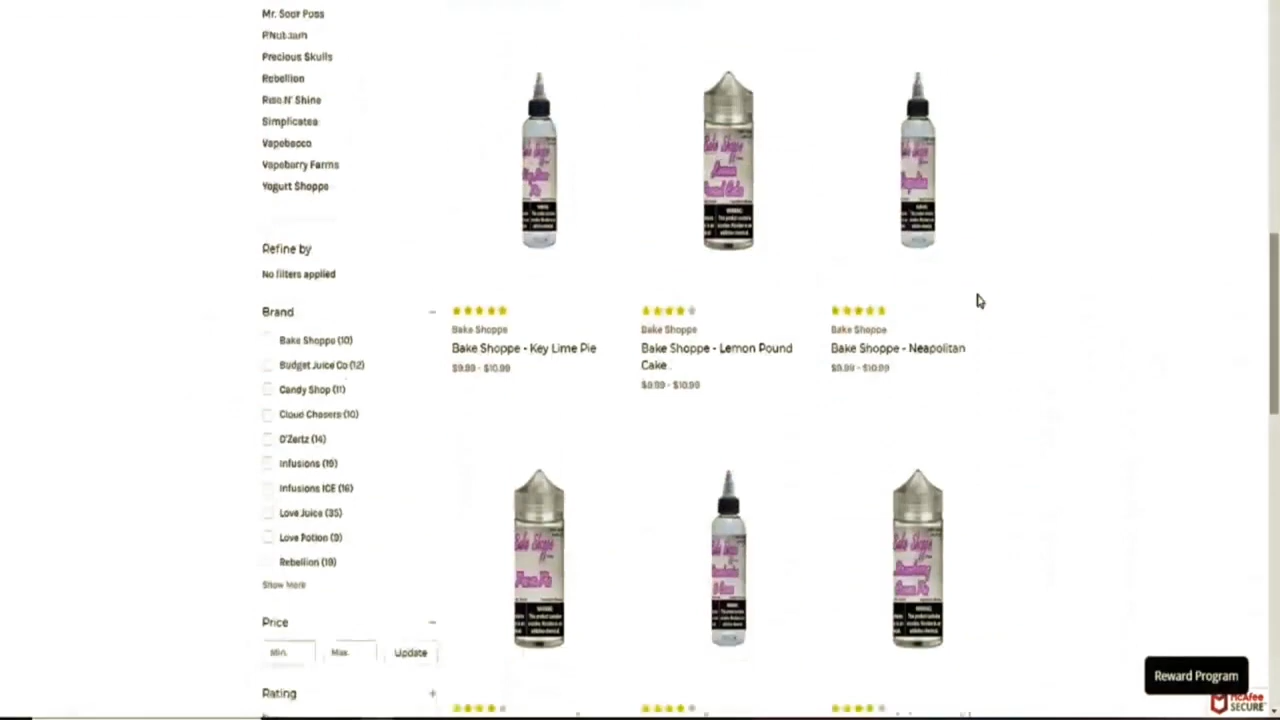 Mr. Sour Puss
P.Nut.Jam
Precious Skulls
Rebellion
Rise N' Shine
Simplicatea
Vapebacco
Vapeberry Farms
Yogurt Shoppe
Refine by
No filters applied
Brand
Bake Shoppe (10)
Budget Juice Co (12)
Candy Shop (11)
Cloud Chasers (10)
D'Zertz (14)
Infusions (19)
Infusions ICE (16)
Love Juice (35)
Love Potion (9)
Rebellion (19)
Show More
Price
Min.
Max.
Update
Rating
Bake Shoppe
Bake Shoppe - Key Lime Pie
$9.99 - $10.99
Bake Shoppe
Bake Shoppe - Lemon Pound
Cake
$9.99 - $10.99
Bake Shoppe
Bake Shoppe - Neapolitan
$9.99 - $10.99
Reward Program
McAfee
SECURE